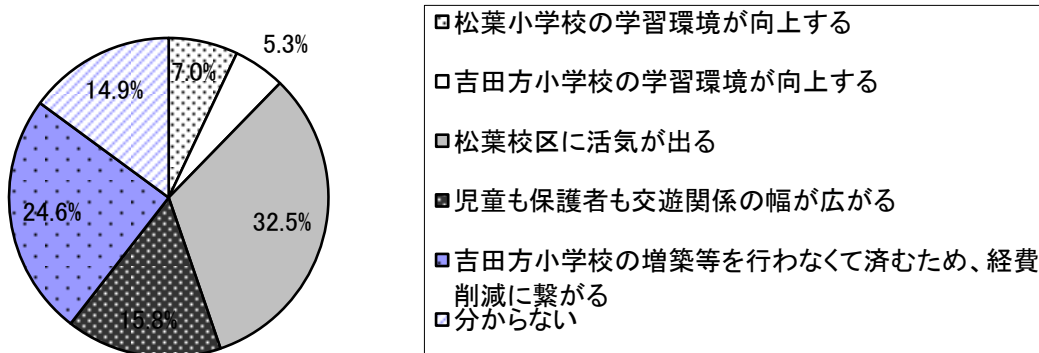 5.3%
7.0%
14.9%
32.5%
24.6%
15.8%
松葉小学校の学習環境が向上する
吉田方小学校の学習環境が向上する
松葉校区に活気が出る
児童も保護者も交遊関係の幅が広がる
吉田方小学校の増築等を行わなくて済むため、経費
削減に繋がる
分からない